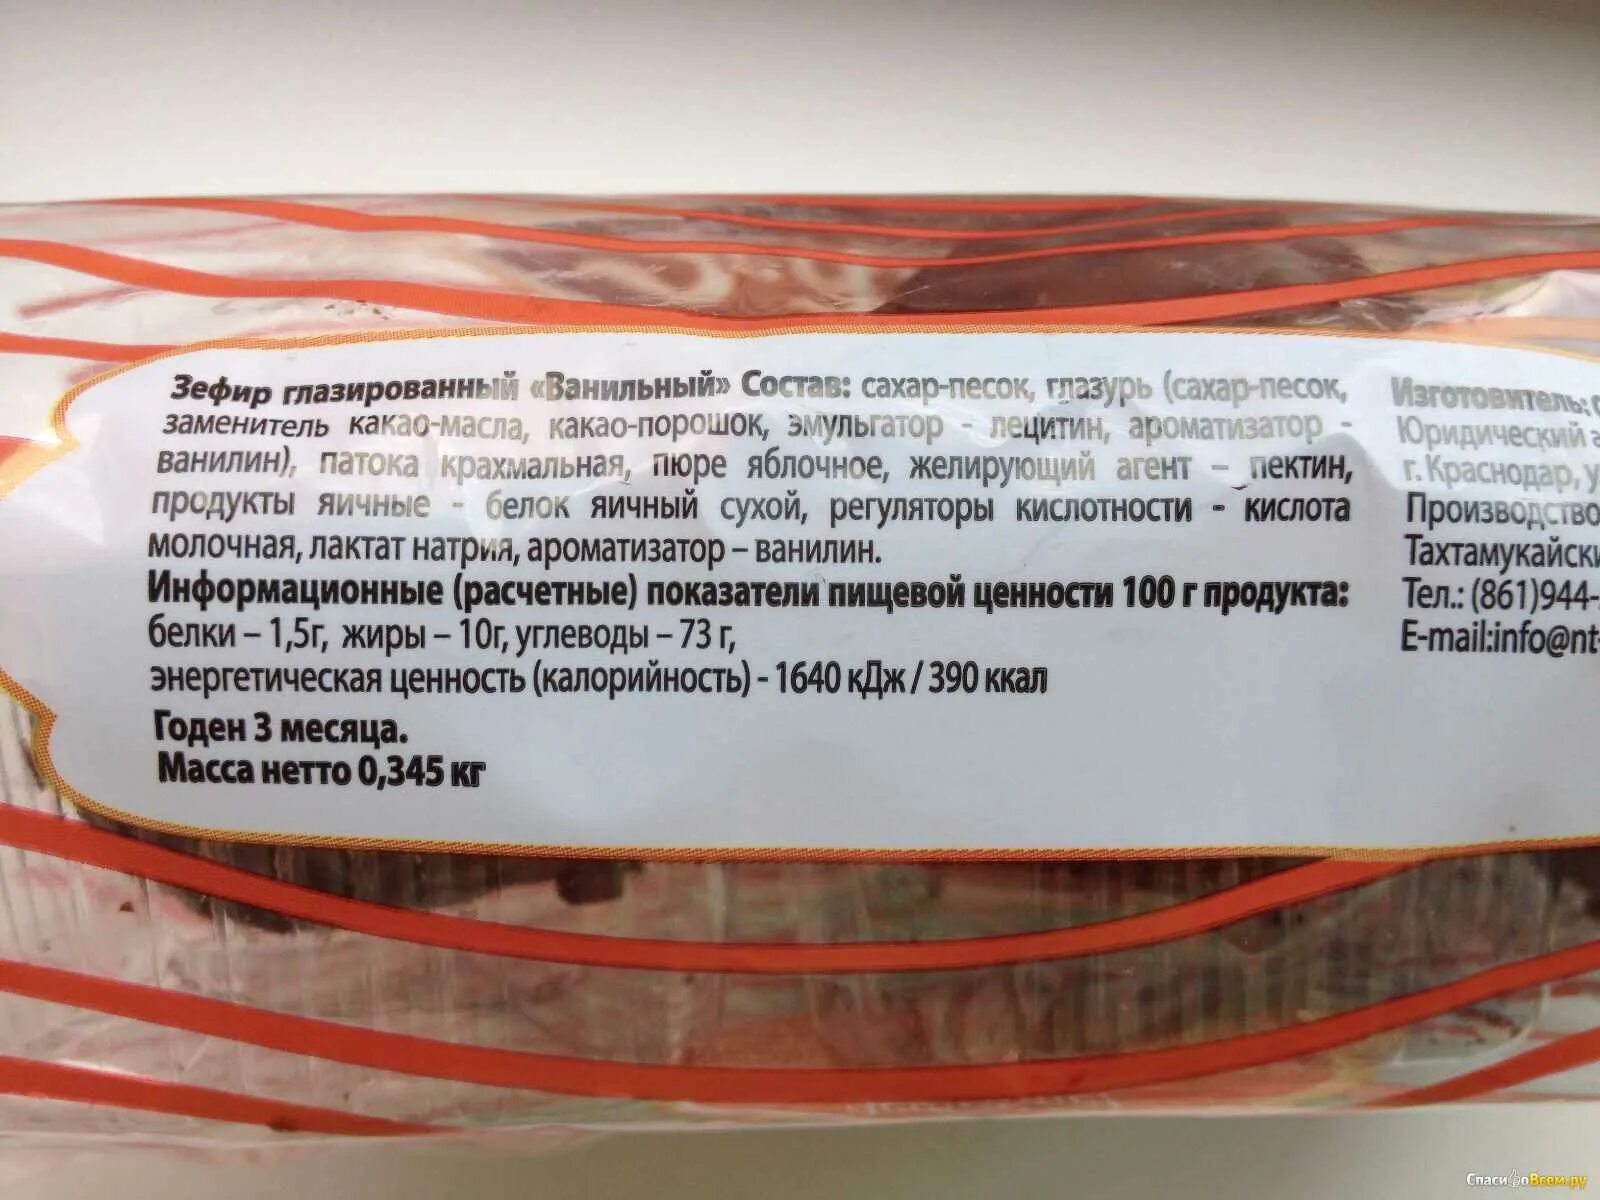 Зефир глазированный «Ванильный» Состав: сахар-песок, глазурь (сахар-песок,
заменитель какао-масла, какао-порошок, эмульгатор - лецитин, ароматизатор -
ванилин), патока крахмальная, пюре яблочное, желирующий агент – пектин,
продукты яичные - белок яичный сухой, регуляторы кислотности - кислота
молочная, лактат натрия, ароматизатор – ванилин.
Информационные (расчетные) показатели пищевой ценности 100 г продукта:
белки – 1,5г, жиры – 10г, углеводы – 73 г,
энергетическая ценность (калорийность) - 1640 кДж / 390 ккал
Годен 3 месяца.
Масса нетто 0,345 кг
Изготовитель:
Юридический
г. Краснодар,
Производство
Тахтамукайски
Тел.: (861)944-
E-mail:info@nt-
СпасибоВсем.ру